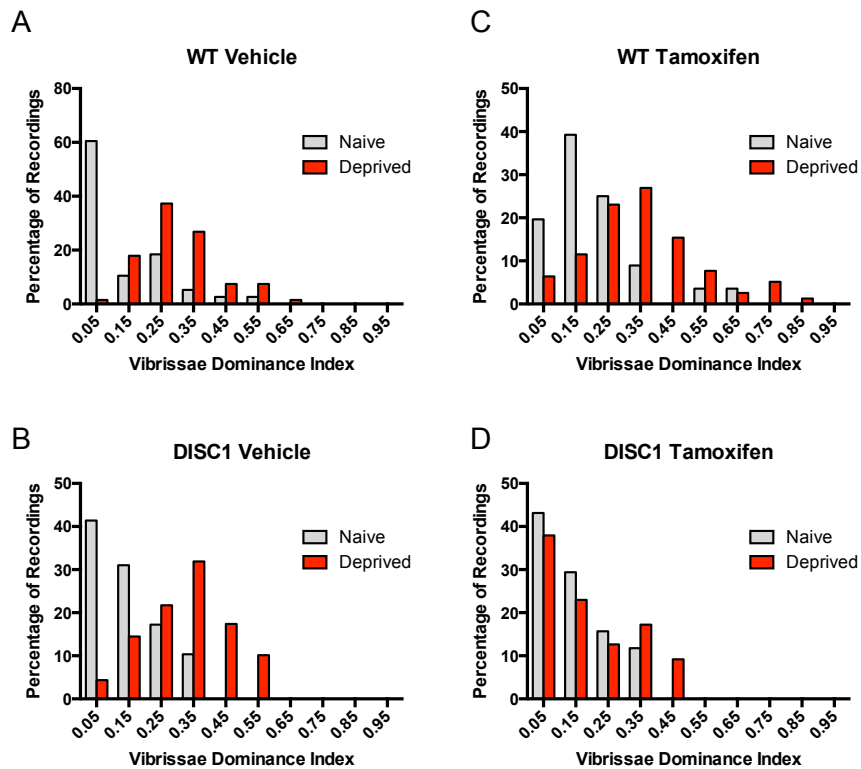 A
WT Vehicle
Percentage of Recordings
80
60
40
20
0
Naive
Deprived
0.05 0.15 0.25 0.35 0.45 0.55 0.65 0.75 0.85 0.95
Vibrissae Dominance Index
C
WT Tamoxifen
Percentage of Recordings
50
40
30
20
10
0
Naive
Deprived
0.05 0.15 0.25 0.35 0.45 0.55 0.65 0.75 0.85 0.95
Vibrissae Dominance Index
B
DISC1 Vehicle
Percentage of Recordings
50
40
30
20
10
0
Naive
Deprived
0.05 0.15 0.25 0.35 0.45 0.55 0.65 0.75 0.85 0.95
Vibrissae Dominance Index
D
DISC1 Tamoxifen
Percentage of Recordings
50
40
30
20
10
0
Naive
Deprived
0.05 0.15 0.25 0.35 0.45 0.55 0.65 0.75 0.85 0.95
Vibrissae Dominance Index